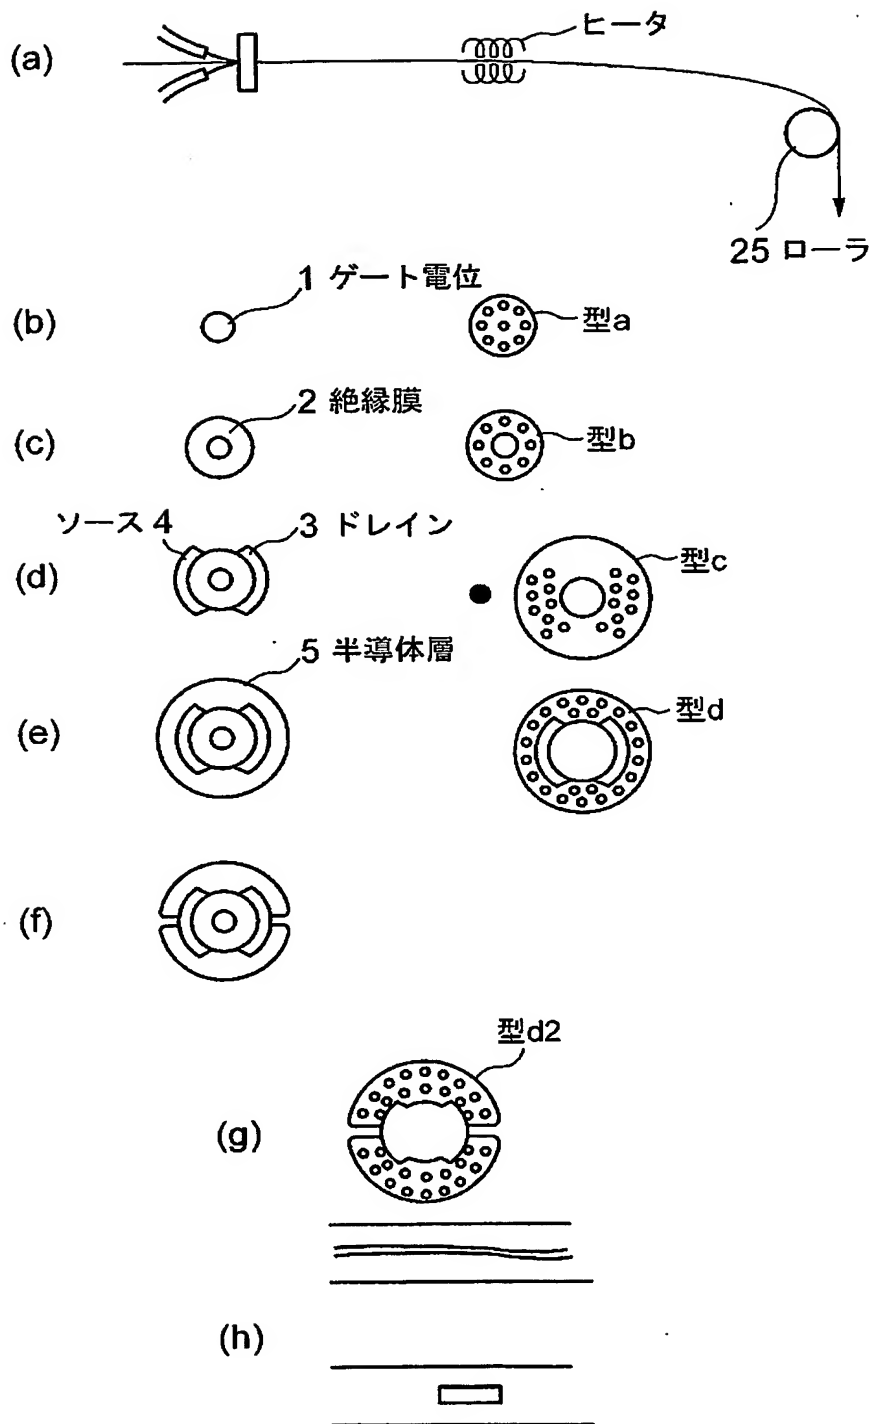 (a)
ヒータ
25 ローラ
(b)
1 ゲート電位
型a
(c)
2 絶縁膜
型b
(d)
ソース 4
3 ドレイン
型c
(e)
5 半導体層
型d
(f)
型d2
(g)
(h)